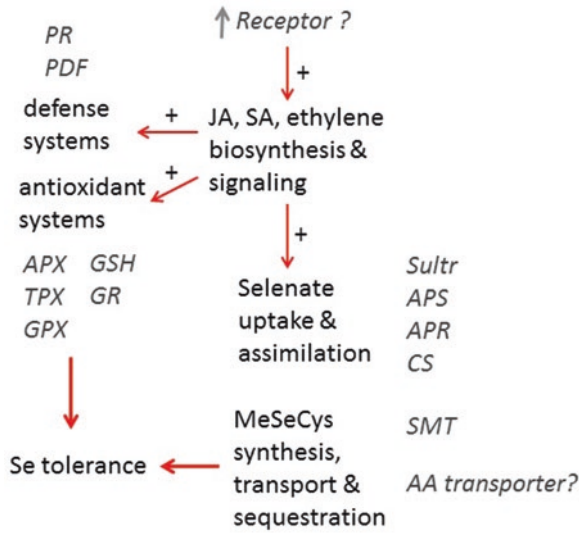 PR
PDF
Receptor ?
+
defense
systems
+
JA, SA, ethylene
biosynthesis &
signaling
antioxidant
systems
+
APX GSH
TPX GR
GPX
+
Selenate
uptake &
assimilation
Sultr
APS
APR
CS
Se tolerance
MeSeCys
synthesis,
transport &
sequestration
SMT
AA transporter?